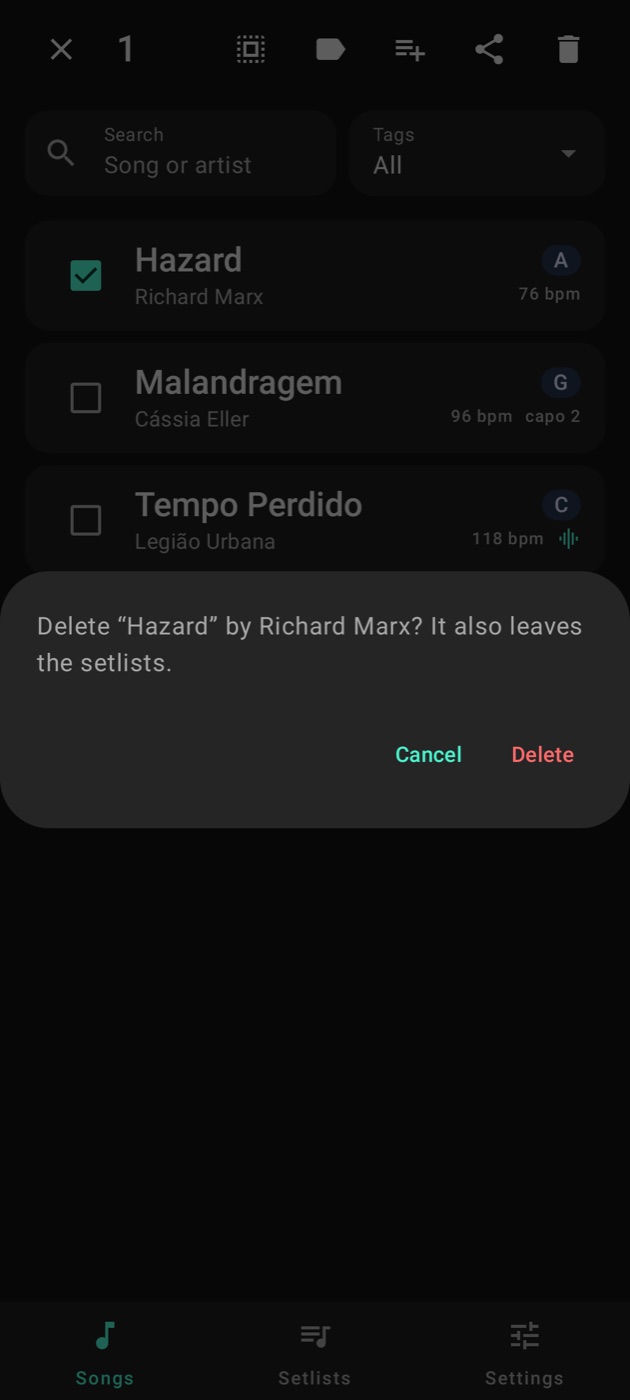 1
Search
Song or artist
Tags
All
Hazard
A
Richard Marx
76 bpm
Malandragem
G
Cássia Eller
96 bpm capo 2
Tempo Perdido
C
Legião Urbana
118 bpm
Delete “Hazard” by Richard Marx? It also leaves
the setlists.
Cancel Delete
Songs Setlists Settings